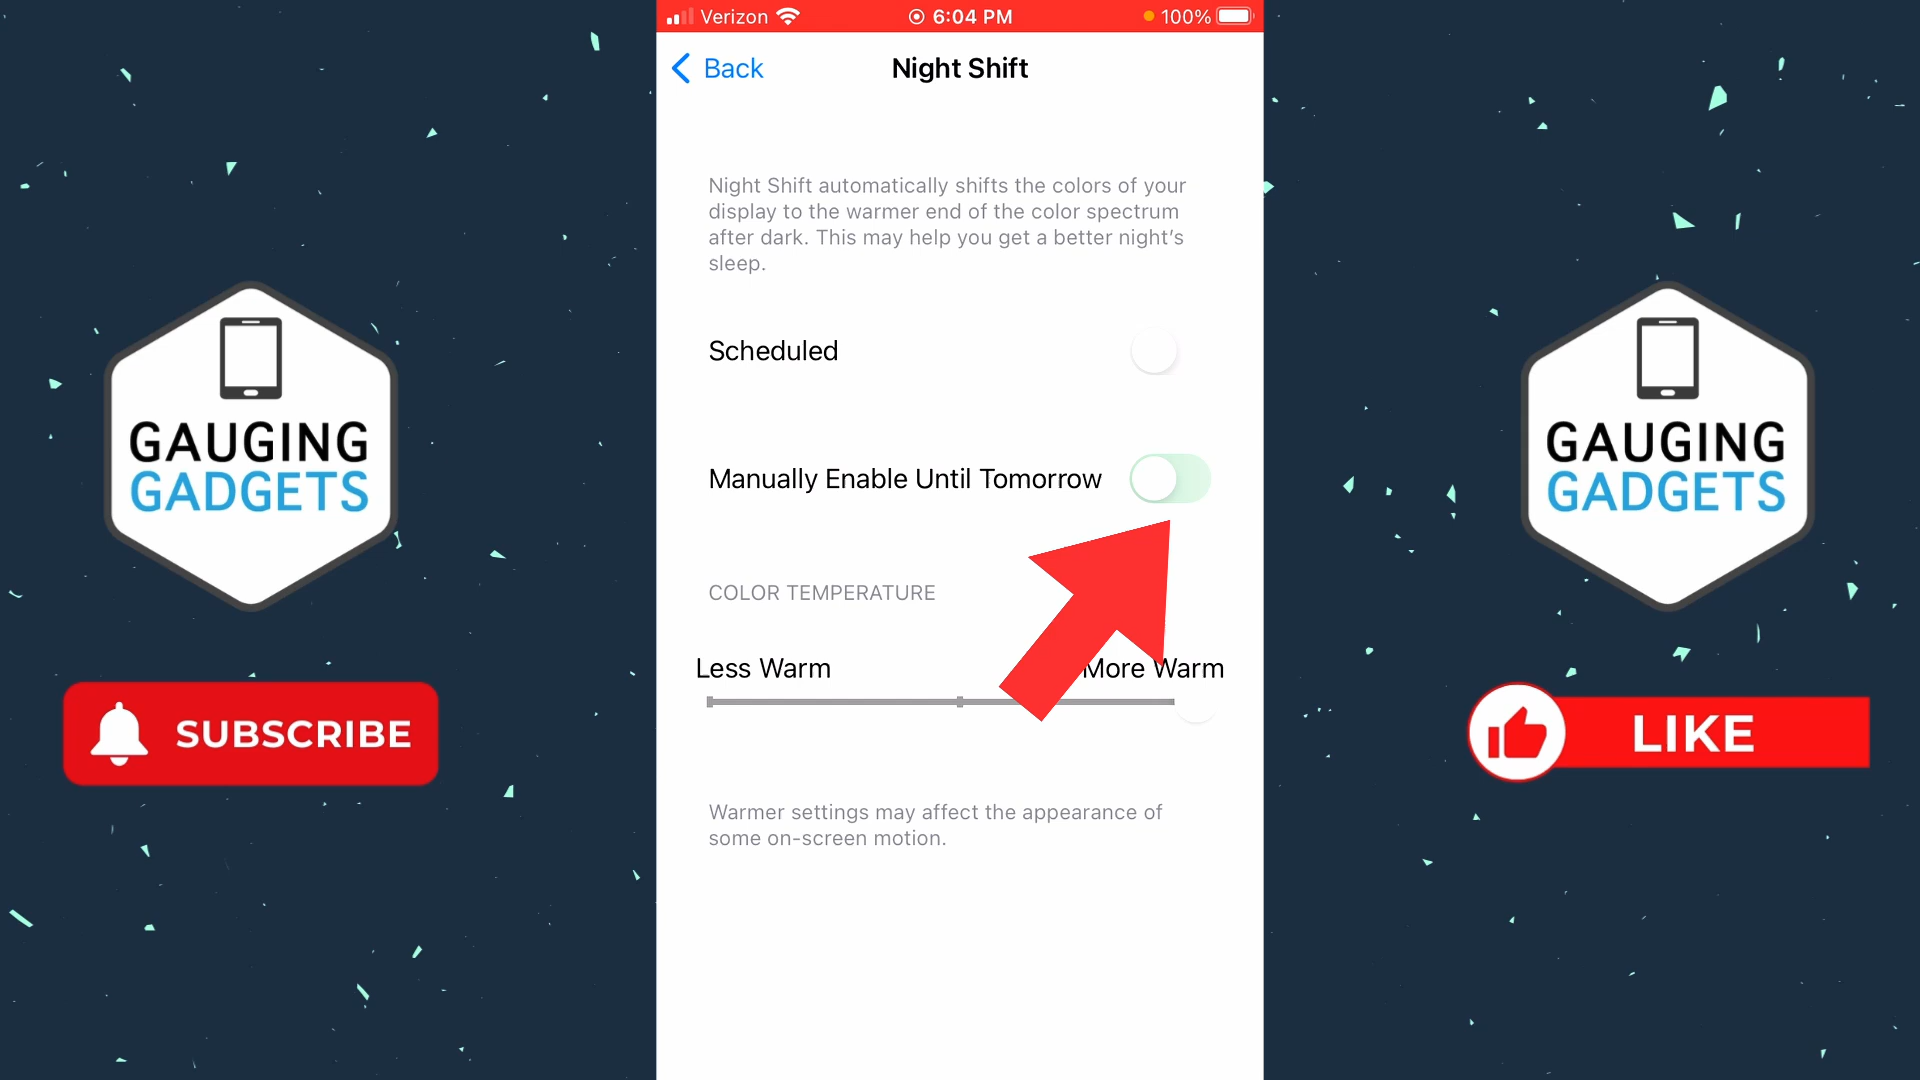 Verizon 6:04 PM 100%
Back Night Shift
Night Shift automatically shifts the colors of your
display to the warmer end of the color spectrum
after dark. This may help you get a better night's
sleep.
Scheduled
Manually Enable Until Tomorrow
COLOR TEMPERATURE
Less Warm More Warm
Warmer settings may affect the appearance of
some on-screen motion.
GAUGING
GADGETS
SUBSCRIBE
GAUGING
GADGETS
LIKE